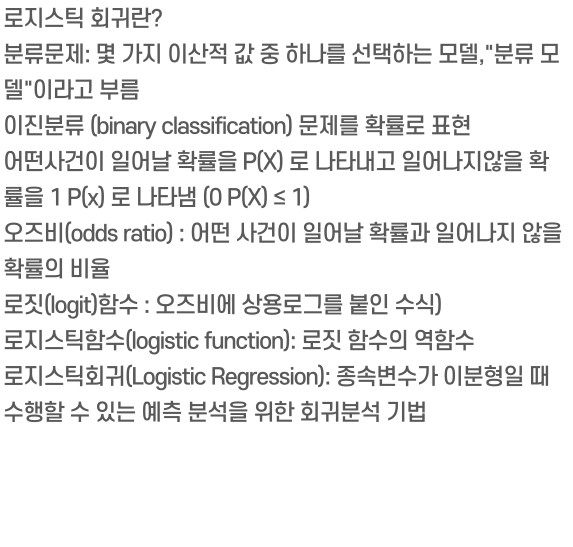 로지스틱 회귀란?
분류문제: 몇 가지 이산적 값 중 하나를 선택하는 모델,"분류 모
델"이라고 부름
이진분류 (binary classification) 문제를 확률로 표현
어떤사건이 일어날 확률을 P(X) 로 나타내고 일어나지않을 확
률을 1 P(x) 로 나타냄 (0 P(X) ≤ 1)
오즈비(odds ratio) : 어떤 사건이 일어날 확률과 일어나지 않을
확률의 비율
로짓(logit)함수 : 오즈비에 상용로그를 붙인 수식)
로지스틱함수(logistic function): 로짓 함수의 역함수
로지스틱회귀(Logistic Regression): 종속변수가 이분형일 때
수행할 수 있는 예측 분석을 위한 회귀분석 기법